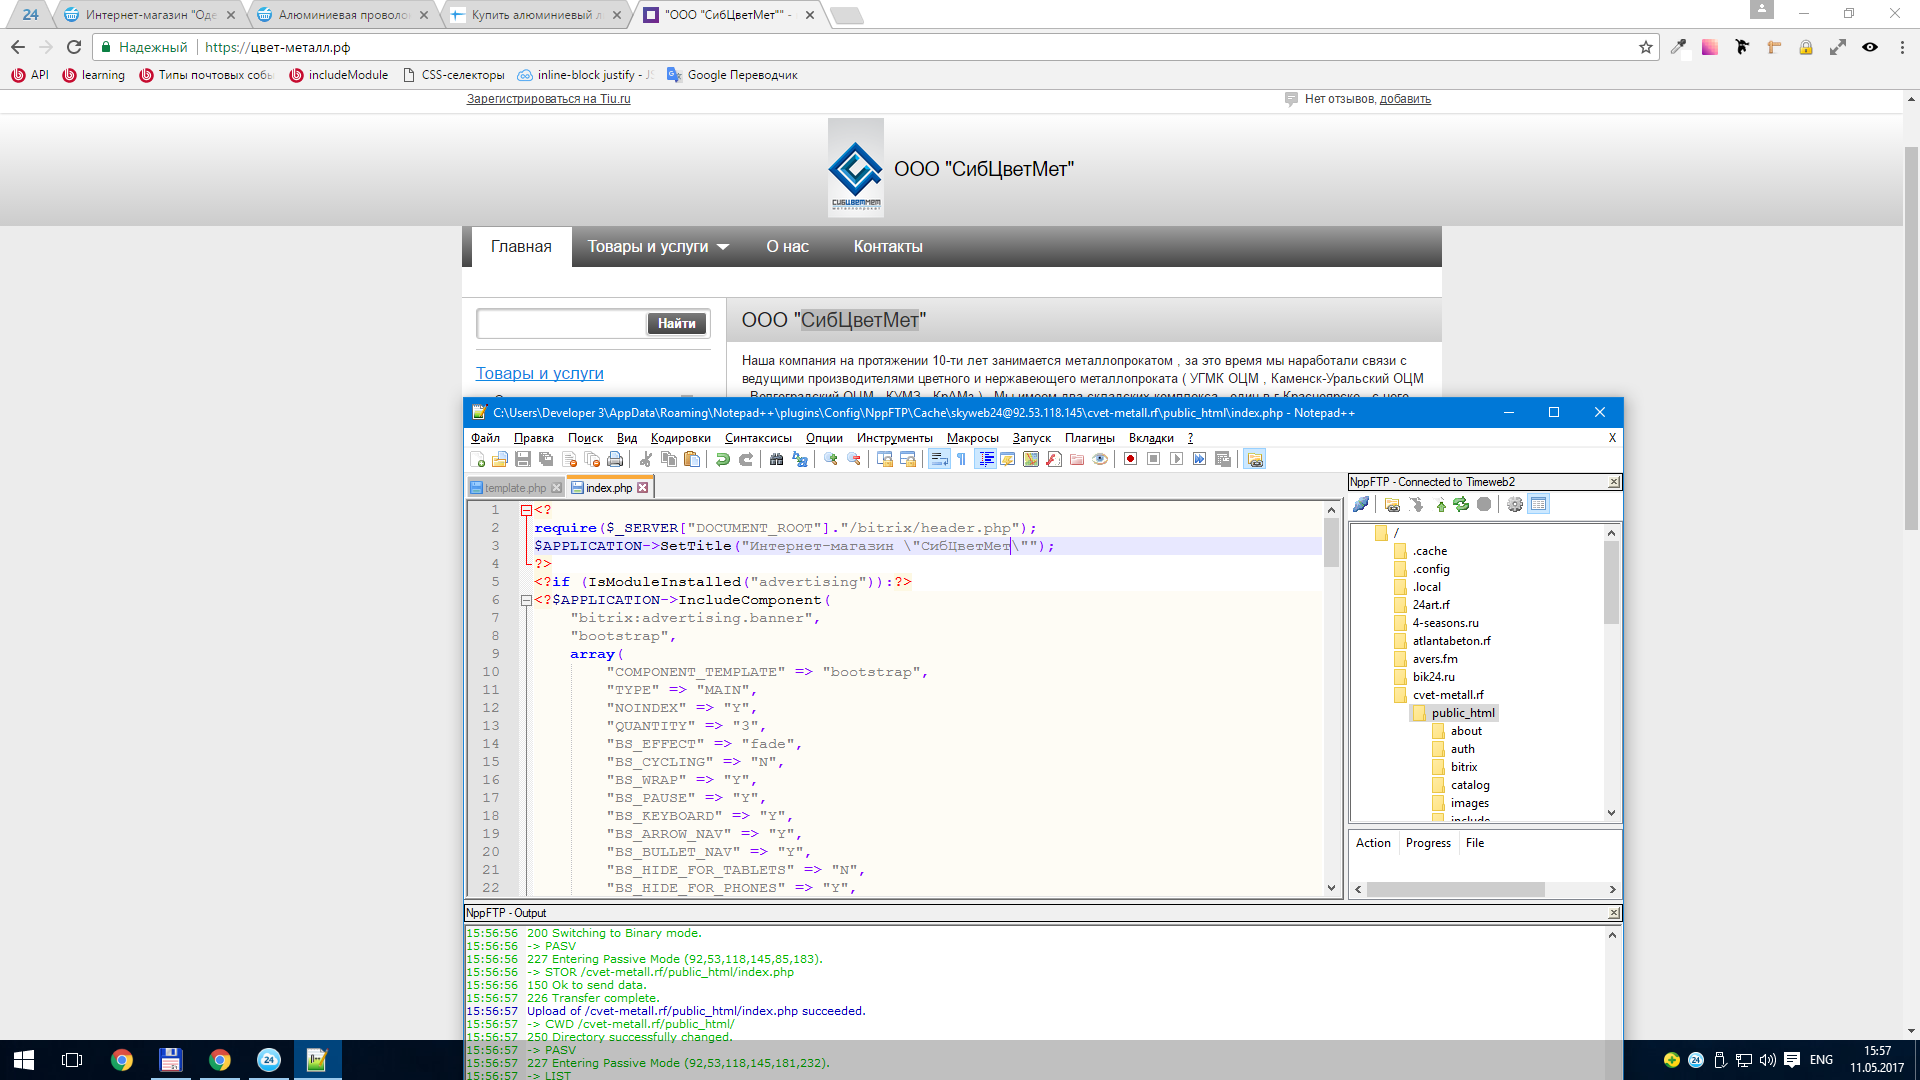 24
Интернет-магазин "Оде
Алюминиевая проволо
Купить алюминиевый л
"ООО "СибЦветМет"" -
Надежный
https://цвет-металл.рф
API
learning
Типы почтовых собы
includeModule
CSS-селекторы
inline-block justify - JS
Google Переводчик
Зарегистрироваться на Tiu.ru
Нет отзывов, добавить
СИБЦВЕТМЕТ
ООО "СибЦветМет"
Главная
Товары и услуги
О нас
Контакты
Найти
ООО "СибЦветМет"
Товары и услуги
Наша компания на протяжении 10-ти лет занимается металлопрокатом , за это время мы наработали связи с
ведущими производителями цветного и нержавеющего металлопроката ( УГМК ОЦМ , Каменск-Уральский ОЦМ
C:\Users\Developer 3\AppData\Roaming\Notepad++\plugins\Config\NppFTP\Cache\skyweb24@92.53.118.145\cvet-metall.rf\public_html\index.php - Notepad++
Файл Правка Поиск Вид Кодировки Синтаксисы Опции Инструменты Макросы Запуск Плагины Вкладки ? X
template.php
index.php
1 <?
2 require($_SERVER["DOCUMENT_ROOT"]."/bitrix/header.php");
3 $APPLICATION->SetTitle("Интернет-магазин \"СибЦветМет\"");
4 ?>
5 <?if (IsModuleInstalled("advertising")):?>
6 <?$APPLICATION->IncludeComponent(
7 "bitrix:advertising.banner",
8 "bootstrap",
9 array(
10 "COMPONENT_TEMPLATE" => "bootstrap",
11 "TYPE" => "MAIN",
12 "NOINDEX" => "Y",
13 "QUANTITY" => "3",
14 "BS_EFFECT" => "fade",
15 "BS_CYCLING" => "N",
16 "BS_WRAP" => "Y",
17 "BS_PAUSE" => "Y",
18 "BS_KEYBOARD" => "Y",
19 "BS_ARROW_NAV" => "Y",
20 "BS_BULLET_NAV" => "Y",
21 "BS_HIDE_FOR_TABLETS" => "N",
22 "BS_HIDE_FOR_PHONES" => "Y",
NppFTP - Connected to Timeweb2
/
.cache
.config
.local
24art.rf
4-seasons.ru
atlantabeton.rf
avers.fm
bik24.ru
cvet-metall.rf
public_html
about
auth
bitrix
catalog
images
include
Action Progress File
NppFTP - Output
15:56:56 200 Switching to Binary mode.
15:56:56 -> PASV
15:56:56 227 Entering Passive Mode (92,53,118,145,85,183).
15:56:56 -> STOR /cvet-metall.rf/public_html/index.php
15:56:56 150 Ok to send data.
15:56:57 226 Transfer complete.
15:56:57 Upload of /cvet-metall.rf/public_html/index.php succeeded.
15:56:57 -> CWD /cvet-metall.rf/public_html/
15:56:57 250 Directory successfully changed.
15:56:57 -> PASV
15:56:57 227 Entering Passive Mode (92,53,118,145,181,232).
15:56:57 -> LIST
24
24
ENG
15:57
11.05.2017